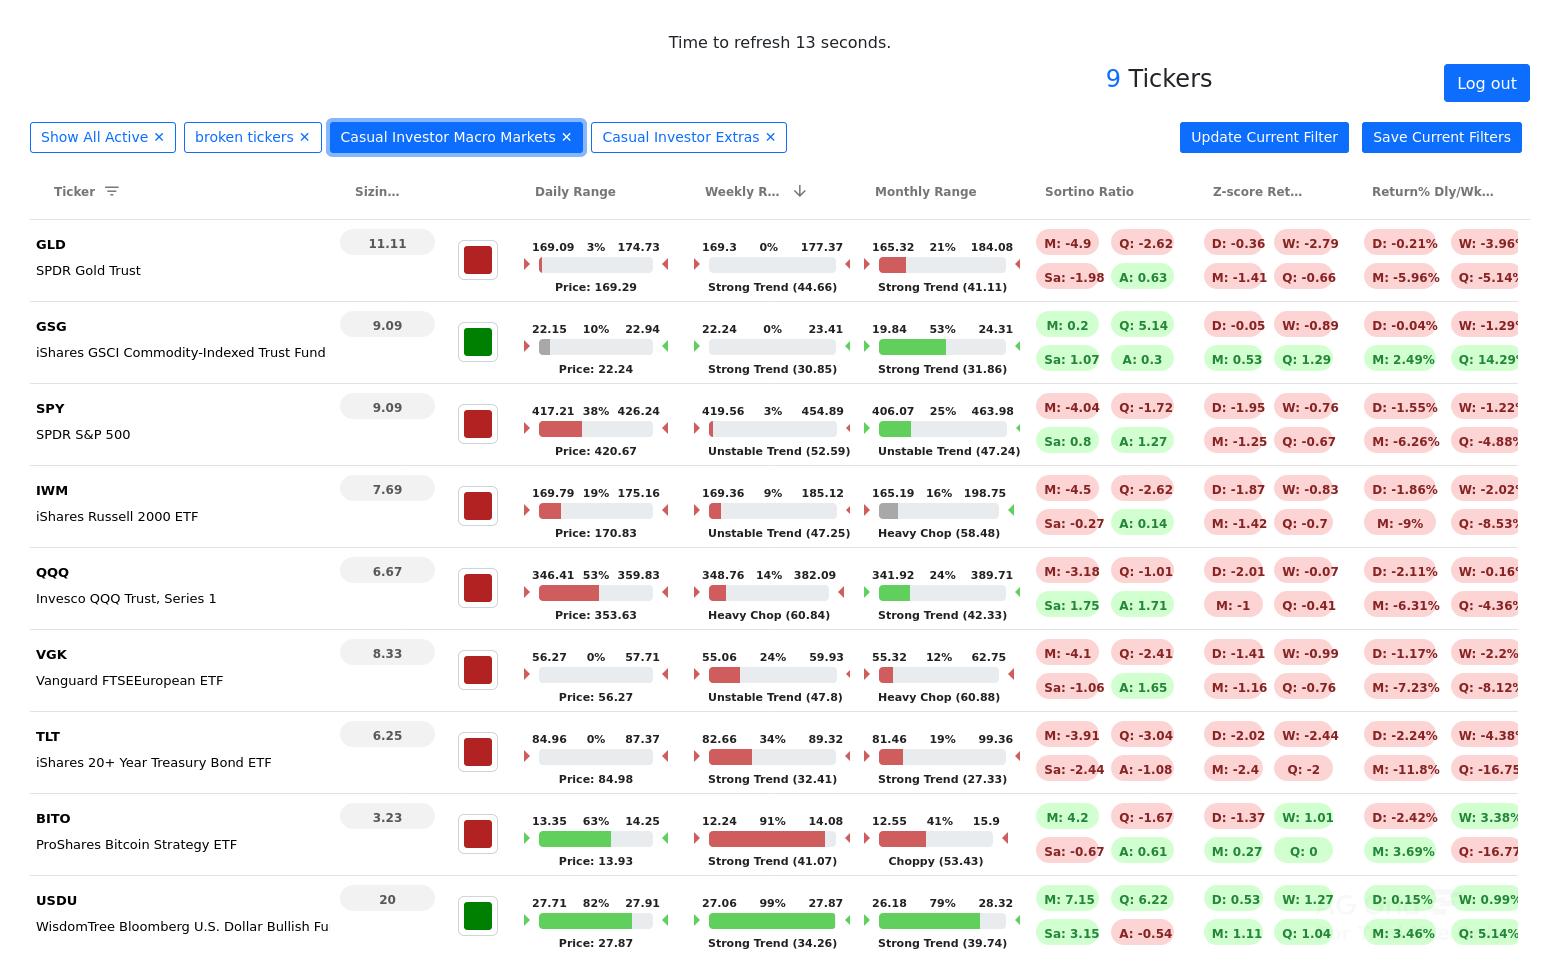 Time to refresh 13 seconds.
9 Tickers
Log out
Show All Active ✕ broken tickers ✕ Casual Investor Macro Markets ✕ Casual Investor Extras ✕ Update Current Filter Save Current Filters
Ticker Sizin... Daily Range Weekly R... Monthly Range Sortino Ratio Z-score Ret... Return% Dly/Wk...
GLD 11.11 169.09 3% 174.73 169.3 0% 177.37 165.32 21% 184.08 M: -4.9 Q: -2.62 D: -0.36 W: -2.79 D: -0.21% W: -3.96%
SPDR Gold Trust Price: 169.29 Strong Trend (44.66) Strong Trend (41.11) Sa: -1.98 A: 0.63 M: -1.41 Q: -0.66 M: -5.96% Q: -5.14%
GSG 9.09 22.15 10% 22.94 22.24 0% 23.41 19.84 53% 24.31 M: 0.2 Q: 5.14 D: -0.05 W: -0.89 D: -0.04% W: -1.29%
iShares GSCI Commodity-Indexed Trust Fund Price: 22.24 Strong Trend (30.85) Strong Trend (31.86) Sa: 1.07 A: 0.3 M: 0.53 Q: 1.29 M: 2.49% Q: 14.29%
SPY 9.09 417.21 38% 426.24 419.56 3% 454.89 406.07 25% 463.98 M: -4.04 Q: -1.72 D: -1.95 W: -0.76 D: -1.55% W: -1.22%
SPDR S&P 500 Price: 420.67 Unstable Trend (52.59) Unstable Trend (47.24) Sa: 0.8 A: 1.27 M: -1.25 Q: -0.67 M: -6.26% Q: -4.88%
IWM 7.69 169.79 19% 175.16 169.36 9% 185.12 165.19 16% 198.75 M: -4.5 Q: -2.62 D: -1.87 W: -0.83 D: -1.86% W: -2.02%
iShares Russell 2000 ETF Price: 170.83 Unstable Trend (47.25) Heavy Chop (58.48) Sa: -0.27 A: 0.14 M: -1.42 Q: -0.7 M: -9% Q: -8.53%
QQQ 6.67 346.41 53% 359.83 348.76 14% 382.09 341.92 24% 389.71 M: -3.18 Q: -1.01 D: -2.01 W: -0.07 D: -2.11% W: -0.16%
Invesco QQQ Trust, Series 1 Price: 353.63 Heavy Chop (60.84) Strong Trend (42.33) Sa: 1.75 A: 1.71 M: -1 Q: -0.41 M: -6.31% Q: -4.36%
VGK 8.33 56.27 0% 57.71 55.06 24% 59.93 55.32 12% 62.75 M: -4.1 Q: -2.41 D: -1.41 W: -0.99 D: -1.17% W: -2.2%
Vanguard FTSEEuropean ETF Price: 56.27 Unstable Trend (47.8) Heavy Chop (60.88) Sa: -1.06 A: 1.65 M: -1.16 Q: -0.76 M: -7.23% Q: -8.12%
TLT 6.25 84.96 0% 87.37 82.66 34% 89.32 81.46 19% 99.36 M: -3.91 Q: -3.04 D: -2.02 W: -2.44 D: -2.24% W: -4.38%
iShares 20+ Year Treasury Bond ETF Price: 84.98 Strong Trend (32.41) Strong Trend (27.33) Sa: -2.44 A: -1.08 M: -2.4 Q: -2 M: -11.8% Q: -16.75
BITO 3.23 13.35 63% 14.25 12.24 91% 14.08 12.55 41% 15.9 M: 4.2 Q: -1.67 D: -1.37 W: 1.01 D: -2.42% W: 3.38%
ProShares Bitcoin Strategy ETF Price: 13.93 Strong Trend (41.07) Choppy (53.43) Sa: -0.67 A: 0.61 M: 0.27 Q: 0 M: 3.69% Q: -16.77
USDU 20 27.71 82% 27.91 27.06 99% 27.87 26.18 79% 28.32 M: 7.15 Q: 6.22 D: 0.53 W: 1.27 D: 0.15% W: 0.99%
WisdomTree Bloomberg U.S. Dollar Bullish Fu Price: 27.87 Strong Trend (34.26) Strong Trend (39.74) Sa: 3.15 A: -0.54 M: 1.11 Q: 1.04 M: 3.46% Q: 5.14%